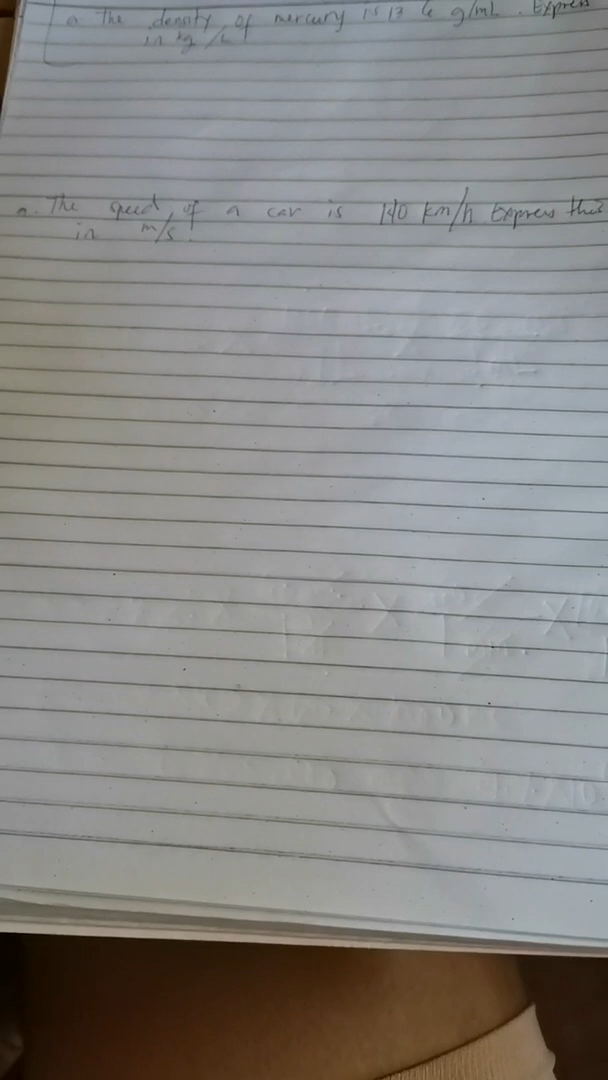 a. The density of mercury is 13 6 g/mL. Express
in kg/L
a. The speed of a car is 140 km/h Express this
in m/s.